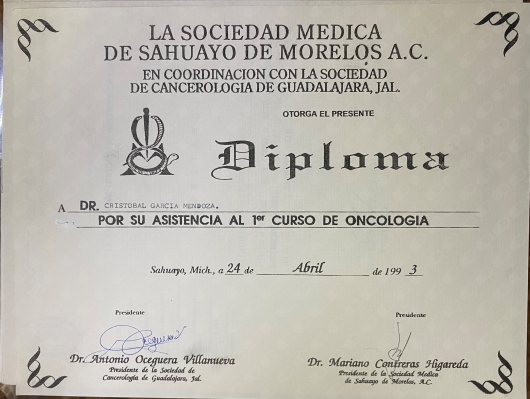 LA SOCIEDAD MEDICA
DE SAHUAYO DE MORELOS A.C.
EN COORDINACION CON LA SOCIEDAD
DE CANCEROLOGIA DE GUADALAJARA, JAL.
OTORGA EL PRESENTE
Diploma
A DR. CRISTOBAL GARCIA MENDOZA.
POR SU ASISTENCIA AL 1er CURSO DE ONCOLOGIA
Sahuayo, Mich., a 24 de Abril de 1993
Presidente
Dr. Antonio Oceguera Villanueva
Presidente de la Sociedad de
Cancerología de Guadalajara, Jal.
Presidente
Dr. Mariano Contreras Higareda
Presidente de la Sociedad Medica
de Sahuayo de Morelos, A.C.